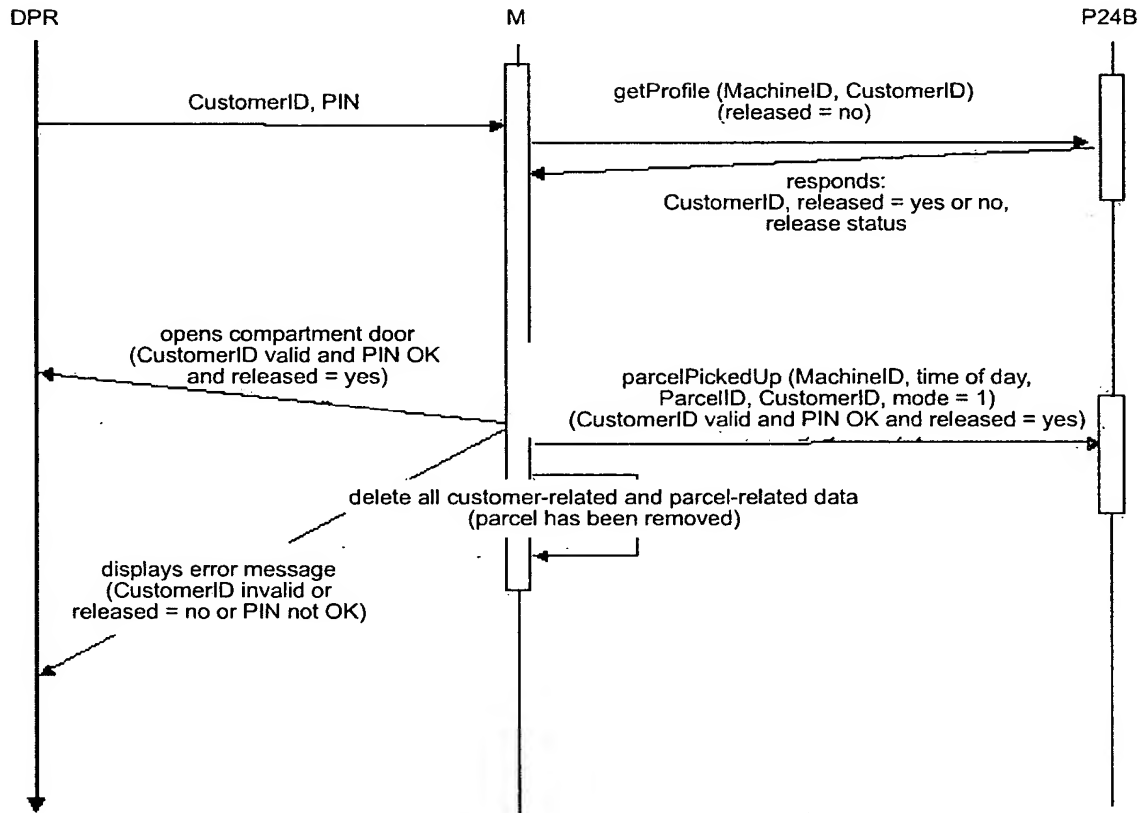 DPR
M
P24B
CustomerID, PIN
getProfile (MachineID, CustomerID)
(released = no)
responds:
CustomerID, released = yes or no,
release status
opens compartment door
(CustomerID valid and PIN OK
and released = yes)
parcelPickedUp (MachineID, time of day,
ParcelID, CustomerID, mode = 1)
(CustomerID valid and PIN OK and released = yes)
delete all customer-related and parcel-related data
(parcel has been removed)
displays error message
(CustomerID invalid or
released = no or PIN not OK)